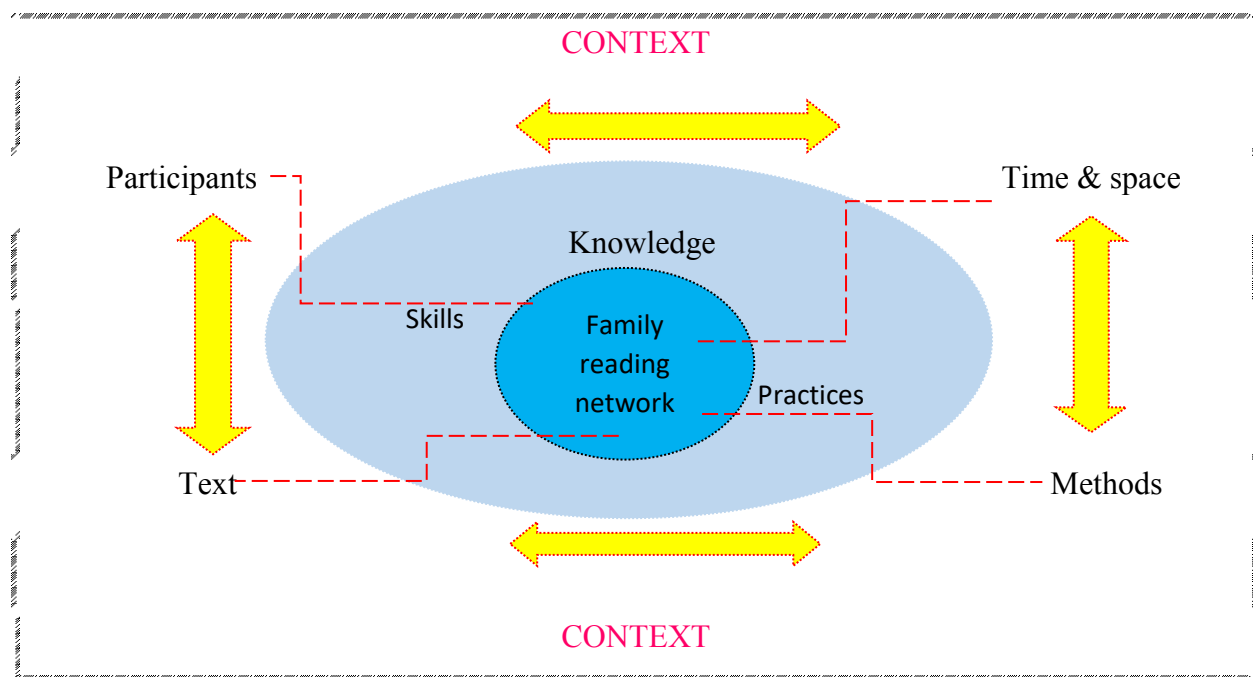 CONTEXT
Participants
Time & space
Knowledge
Skills
Family
reading
network
Practices
Text
Methods
CONTEXT